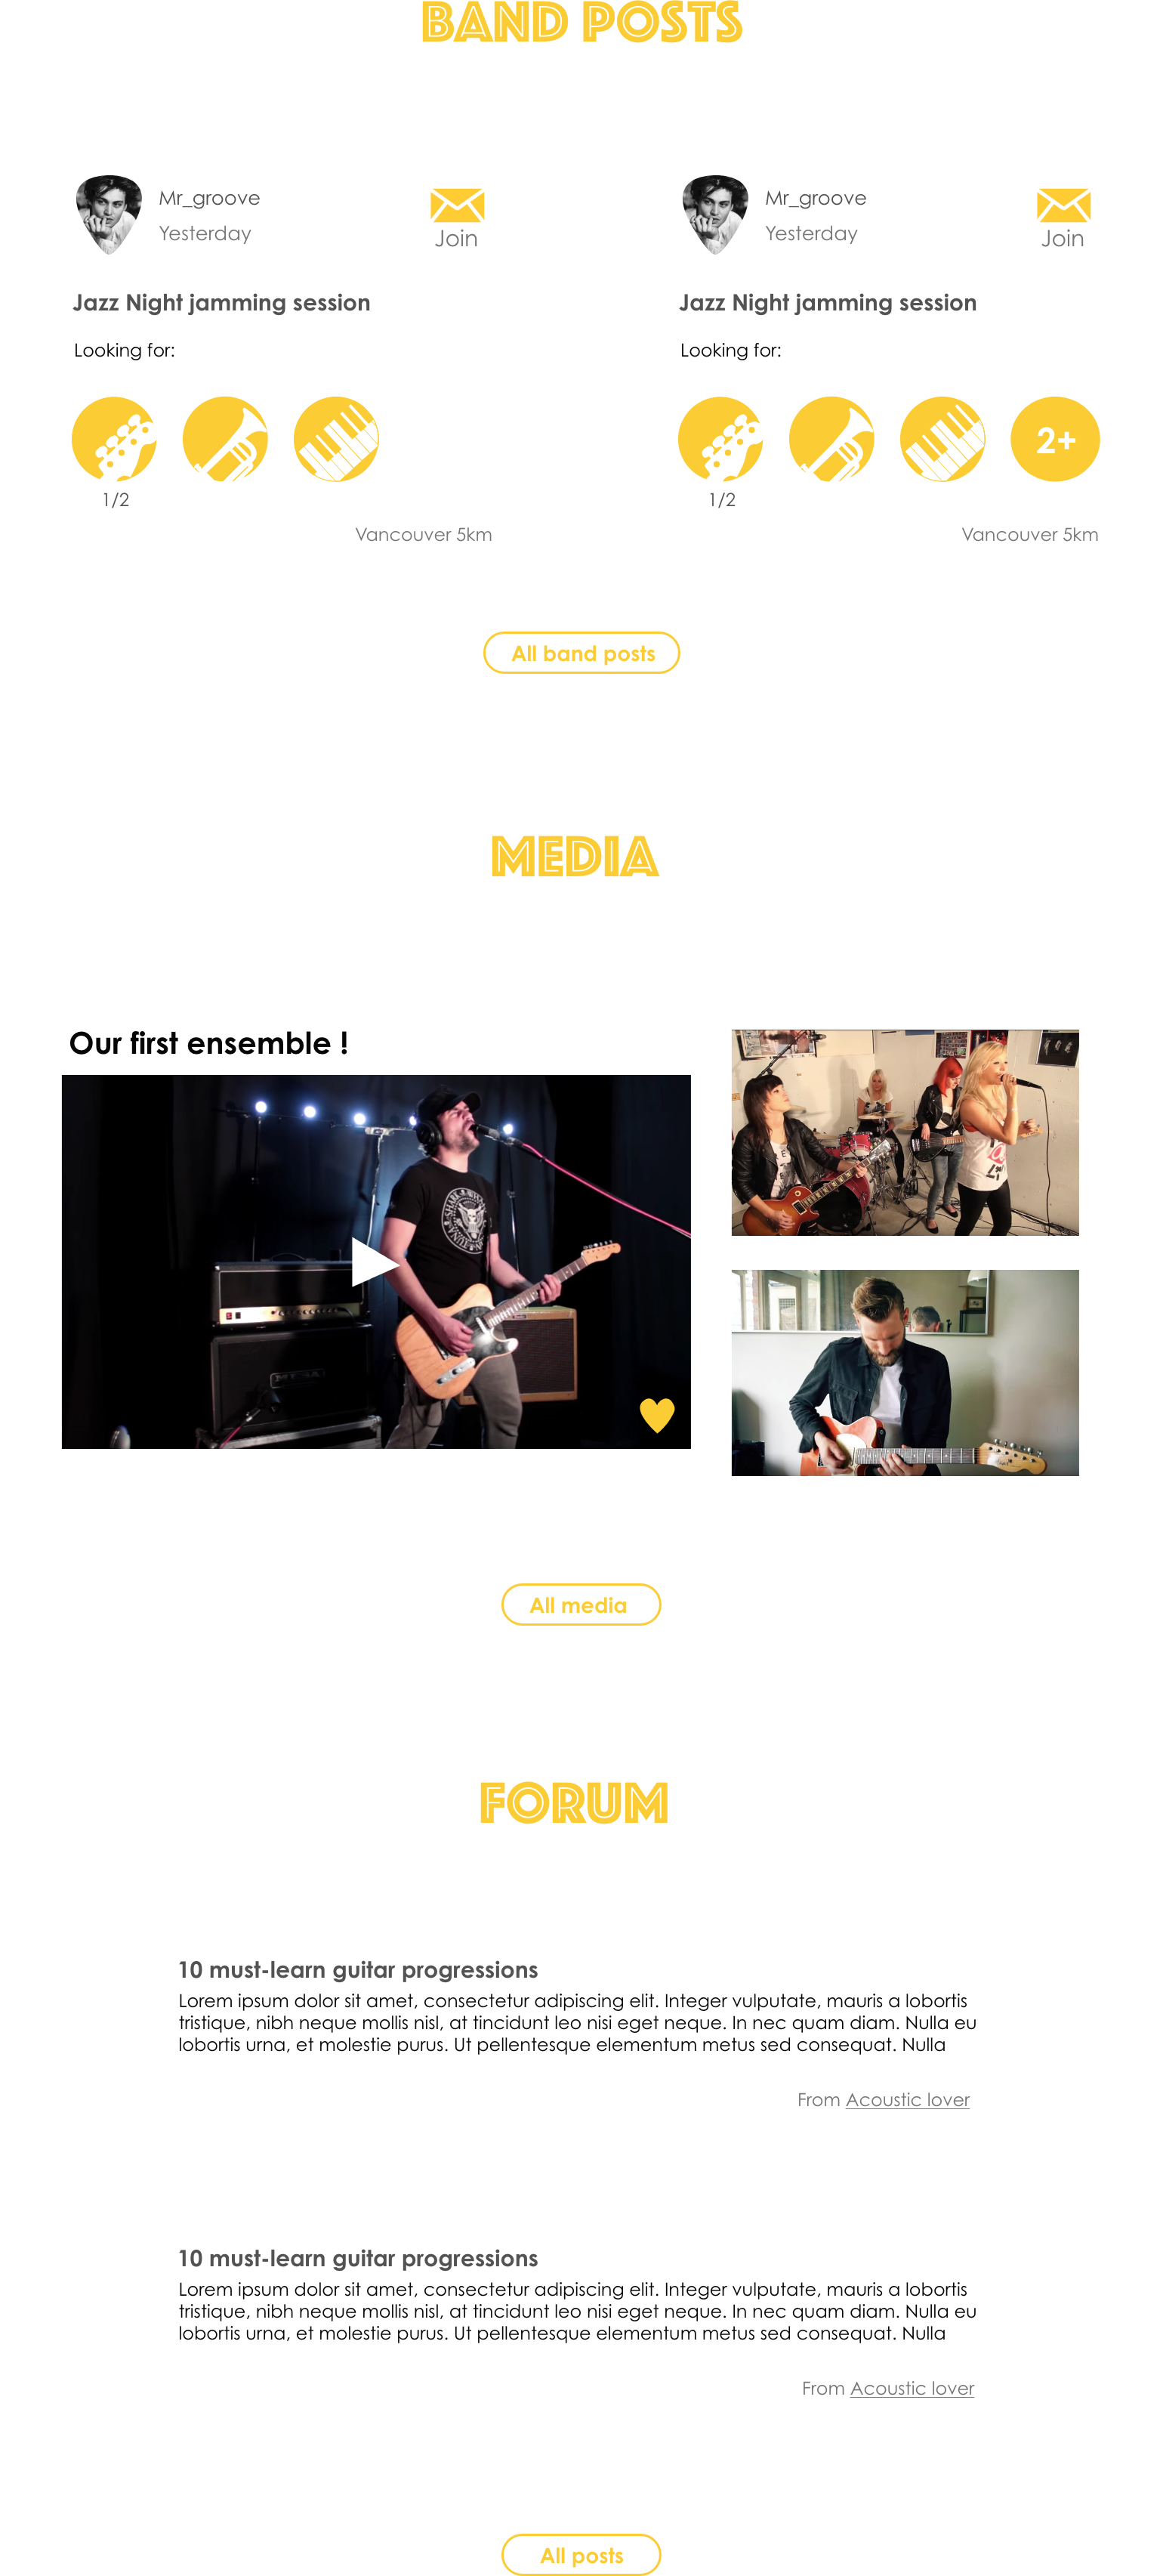 BAND POSTS
Mr_groove
Yesterday
Join
Jazz Night jamming session
Looking for:
1/2
Vancouver 5km
Mr_groove
Yesterday
Join
Jazz Night jamming session
Looking for:
2+
1/2
Vancouver 5km
All band posts
MEDIA
Our first ensemble !
All media
FORUM
10 must-learn guitar progressions
Lorem ipsum dolor sit amet, consectetur adipiscing elit. Integer vulputate, mauris a lobortis
tristique, nibh neque mollis nisl, at tincidunt leo nisi eget neque. In nec quam diam. Nulla eu
lobortis urna, et molestie purus. Ut pellentesque elementum metus sed consequat. Nulla
From Acoustic lover
10 must-learn guitar progressions
Lorem ipsum dolor sit amet, consectetur adipiscing elit. Integer vulputate, mauris a lobortis
tristique, nibh neque mollis nisl, at tincidunt leo nisi eget neque. In nec quam diam. Nulla eu
lobortis urna, et molestie purus. Ut pellentesque elementum metus sed consequat. Nulla
From Acoustic lover
All posts